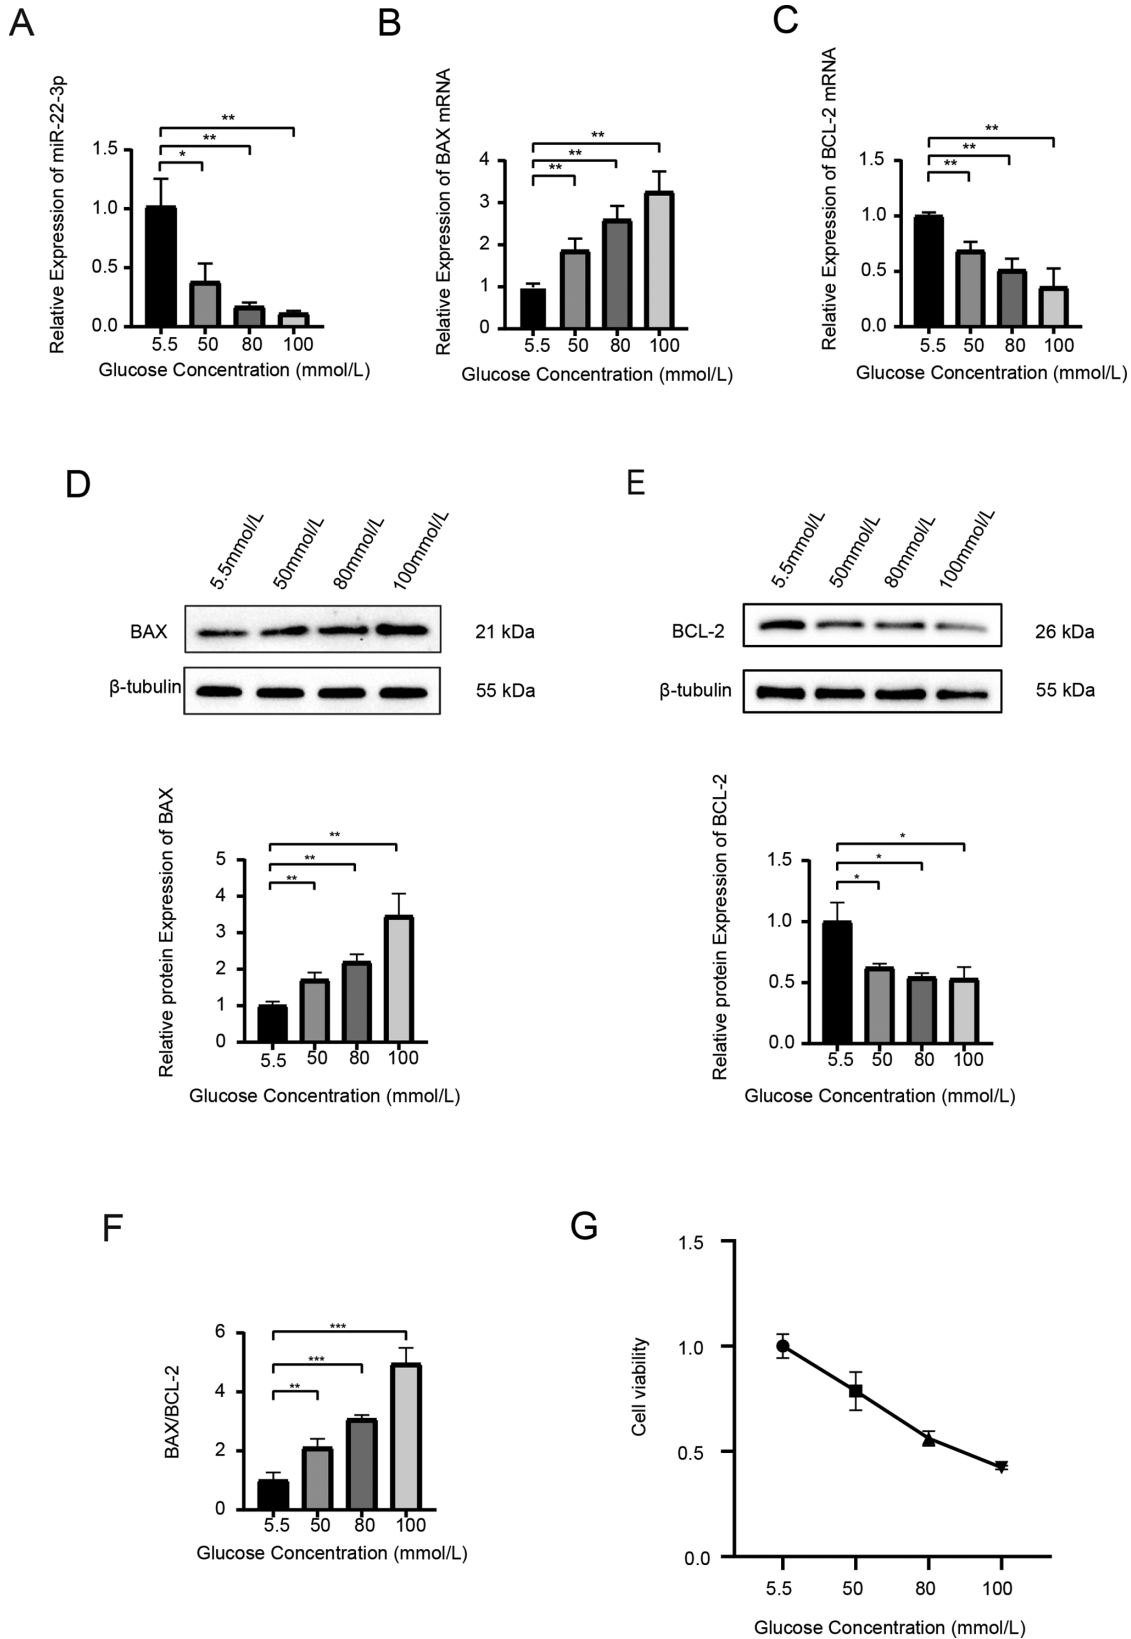 A
B
C
Relative Expression of miR-22-3p
1.5
1.0
0.5
0.0
**
**
*
5.5 50 80 100
Glucose Concentration (mmol/L)
Relative Expression of BAX mRNA
4
3
2
1
0
**
**
**
5.5 50 80 100
Glucose Concentration (mmol/L)
Relative Expression of BCL-2 mRNA
1.5
1.0
0.5
0.0
**
**
**
5.5 50 80 100
Glucose Concentration (mmol/L)
D
5.5mmol/L 50mmol/L 80mmol/L 100mmol/L
BAX 21 kDa
β-tubulin 55 kDa
Relative protein Expression of BAX
5
4
3
2
1
0
**
**
**
5.5 50 80 100
Glucose Concentration (mmol/L)
E
5.5mmol/L 50mmol/L 80mmol/L 100mmol/L
BCL-2 26 kDa
β-tubulin 55 kDa
Relative protein Expression of BCL-2
1.5
1.0
0.5
0.0
*
*
*
5.5 50 80 100
Glucose Concentration (mmol/L)
F
BAX/BCL-2
6
4
2
0
***
***
**
5.5 50 80 100
Glucose Concentration (mmol/L)
G
Cell viability
1.5
1.0
0.5
0.0
5.5 50 80 100
Glucose Concentration (mmol/L)